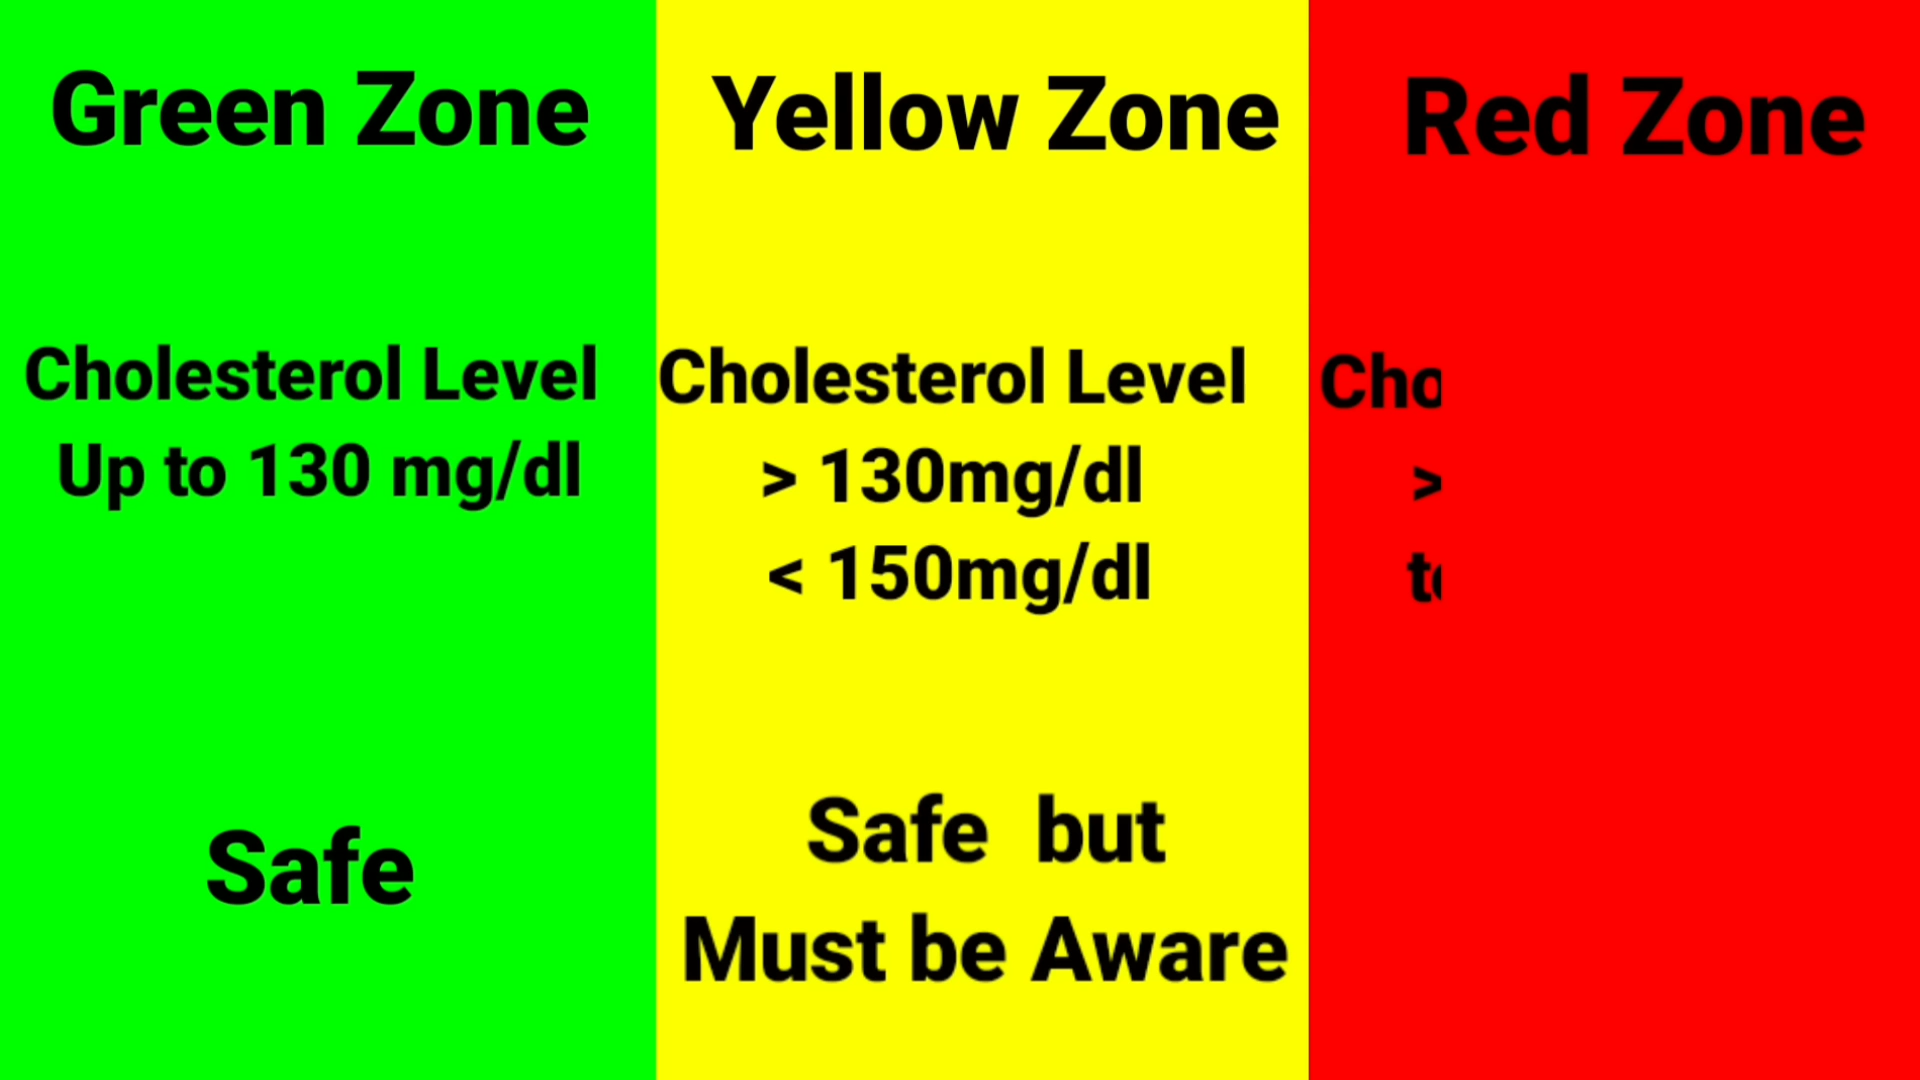 Green Zone
Cholesterol Level
Up to 130 mg/dl
Safe
Yellow Zone
Cholesterol Level
> 130mg/dl
< 150mg/dl
Safe but
Must be Aware
Red Zone
Cho
>